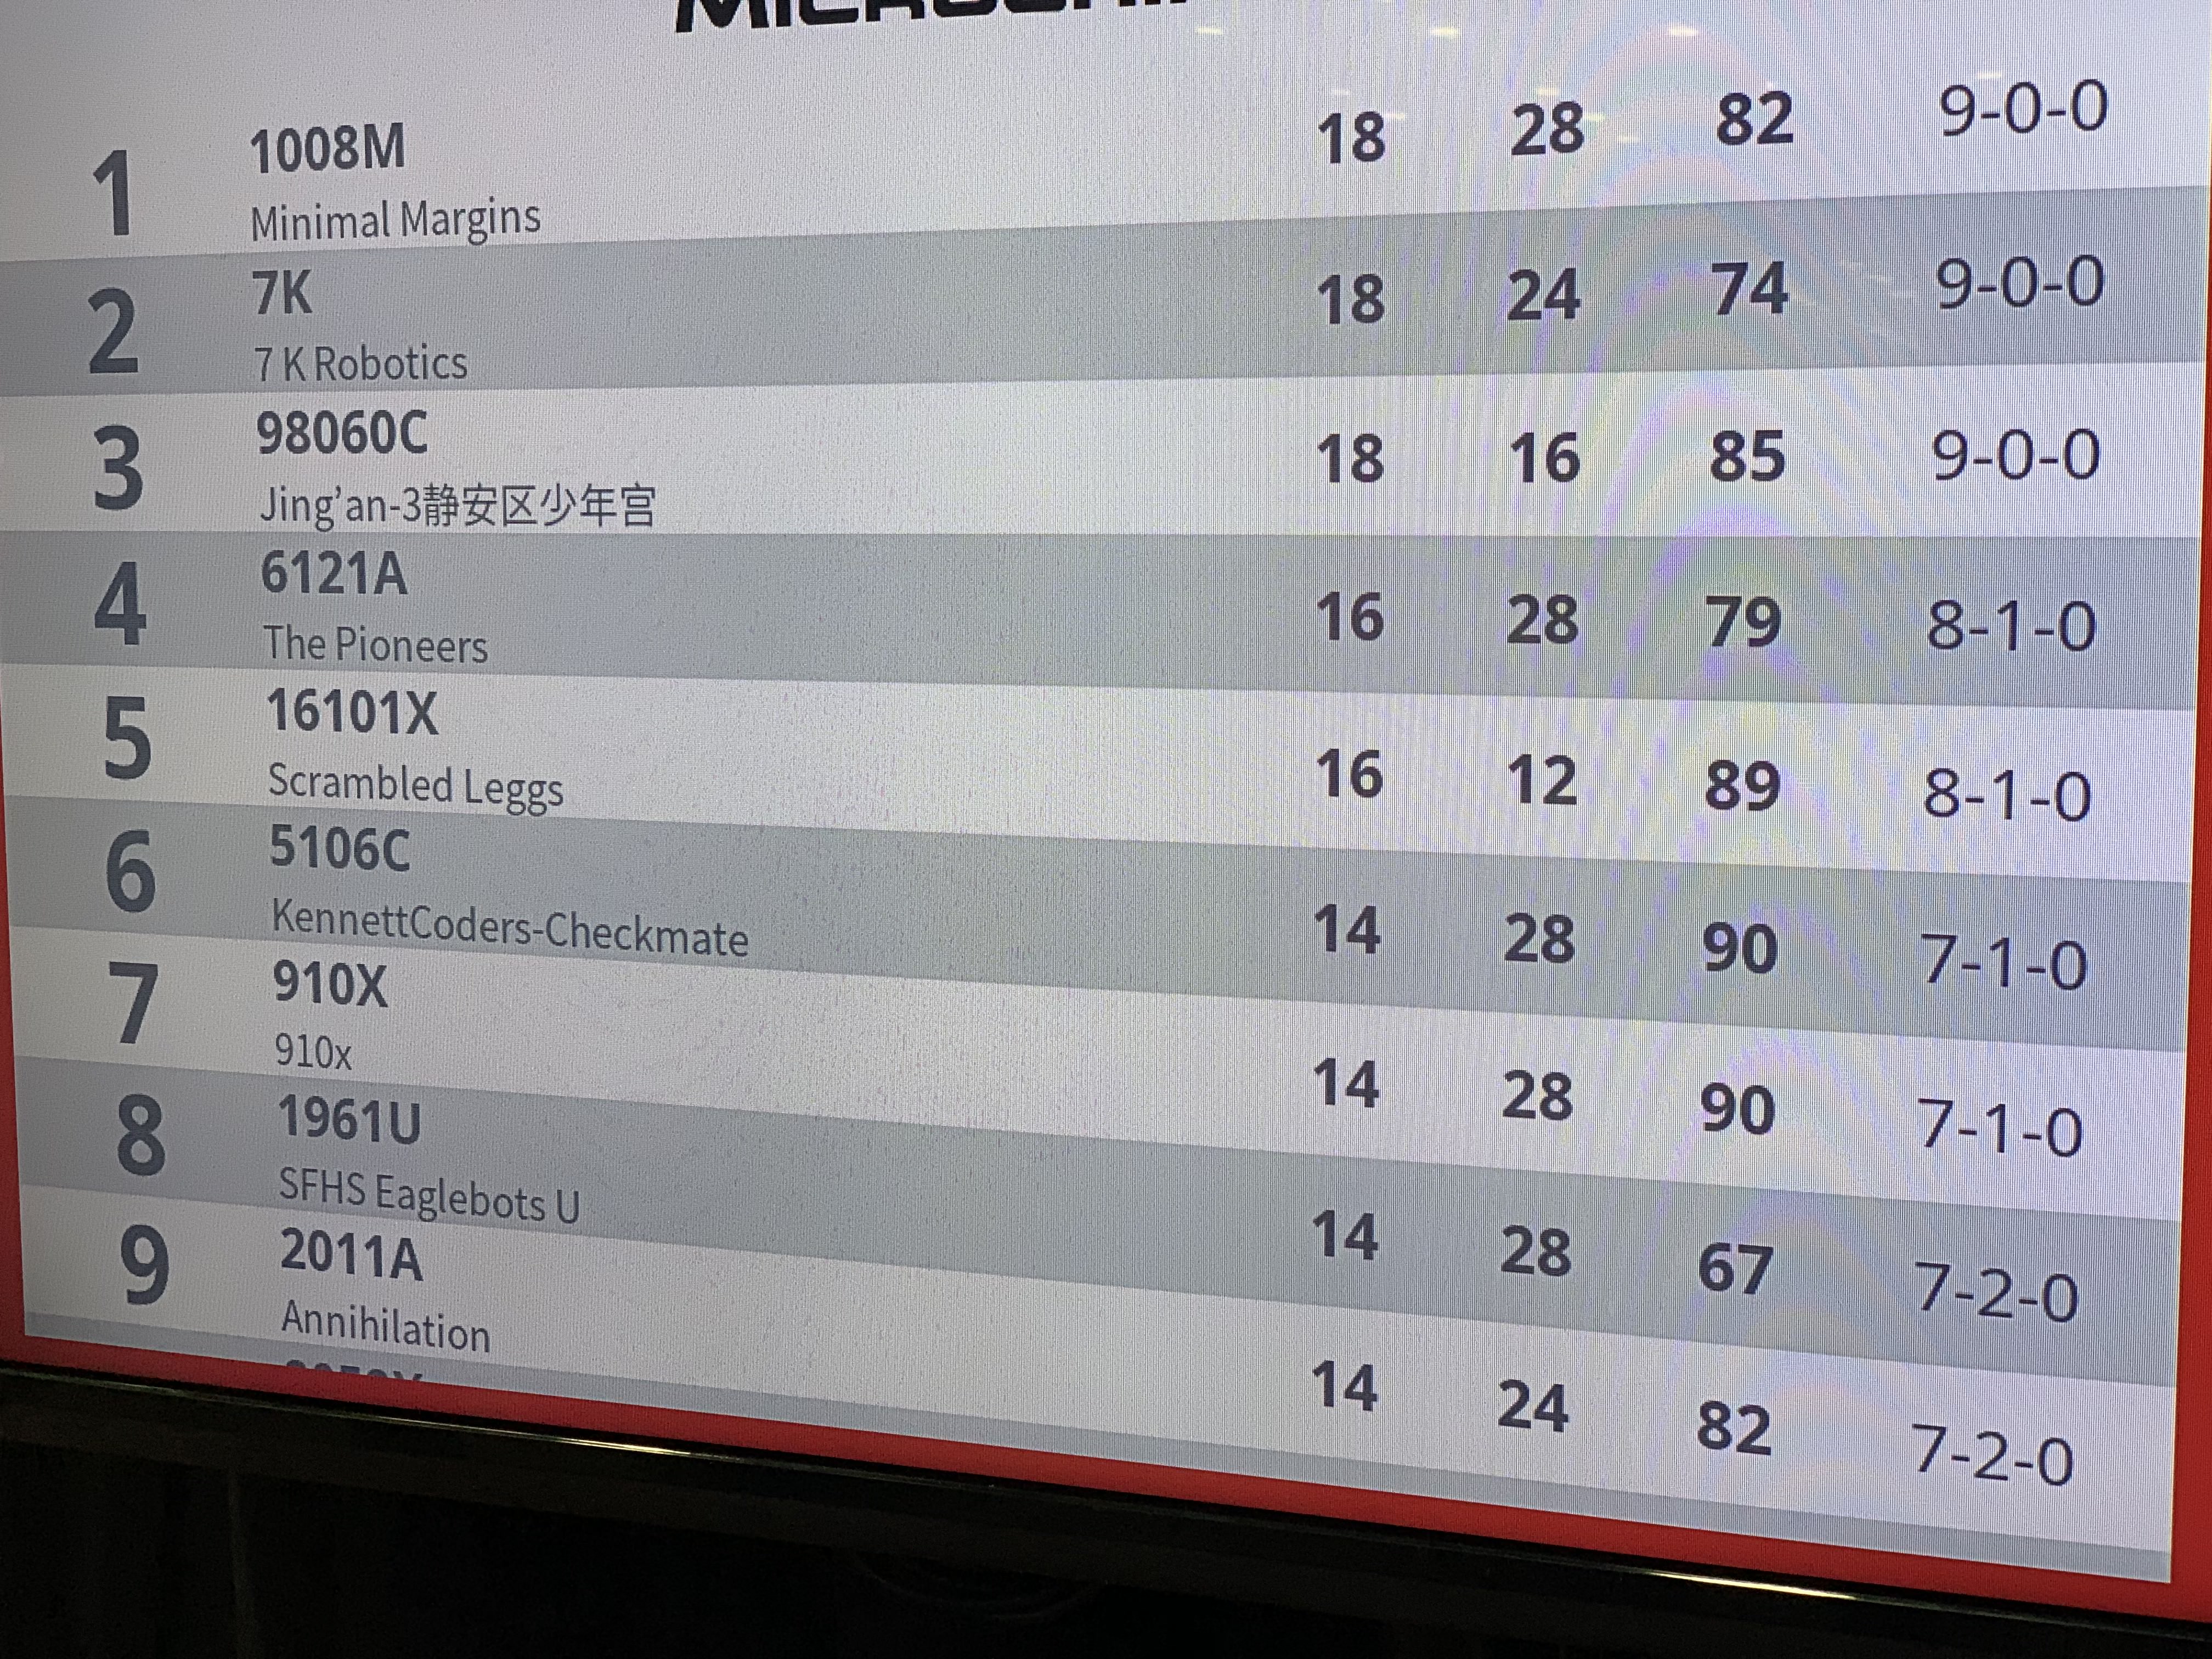 1 1008M 18 28 82 9-0-0
Minimal Margins
2 7K 18 24 74 9-0-0
7 K Robotics
3 98060C 18 16 85 9-0-0
Jing'an-3静安区少年宫
4 6121A 16 28 79 8-1-0
The Pioneers
5 16101X 16 12 89 8-1-0
Scrambled Leggs
6 5106C 14 28 90 7-1-0
KennettCoders-Checkmate
7 910X 14 28 90 7-1-0
910x
8 1961U 14 28 67 7-2-0
SFHS Eaglebots U
9 2011A 14 24 82 7-2-0
Annihilation